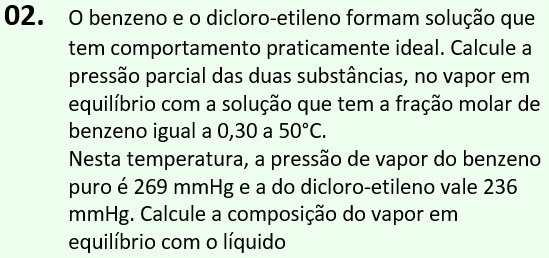 02. O benzeno e o dicloro-etileno formam solução que
tem comportamento praticamente ideal. Calcule a
pressão parcial das duas substâncias, no vapor em
equilíbrio com a solução que tem a fração molar de
benzeno igual a 0,30 a 50°C.
Nesta temperatura, a pressão de vapor do benzeno
puro é 269 mmHg e a do dicloro-etileno vale 236
mmHg. Calcule a composição do vapor em
equilíbrio com o líquido